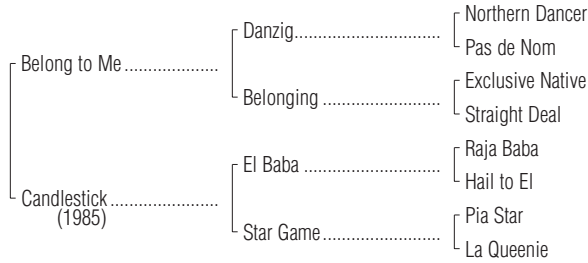 Northern Dancer
Danzig
Pas de Nom
Belong to Me
Exclusive Native
Belonging
Straight Deal
Raja Baba
El Baba
Hail to El
Candlestick
(1985)
Pia Star
Star Game
La Queenie